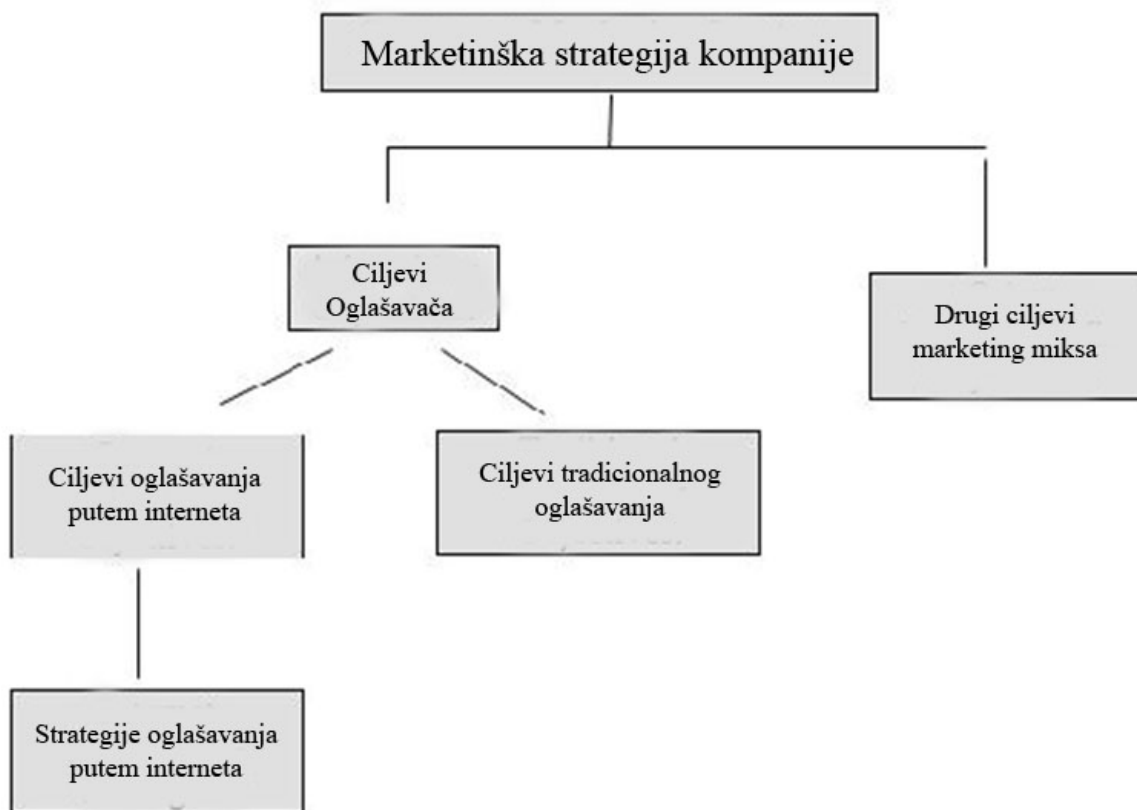 Marketinška strategija kompanije
Ciljevi
Oglašavača
Drugi ciljevi
marketing miksa
Ciljevi oglašavanja
putem interneta
Ciljevi tradicionalnog
oglašavanja
Strategije oglašavanja
putem interneta